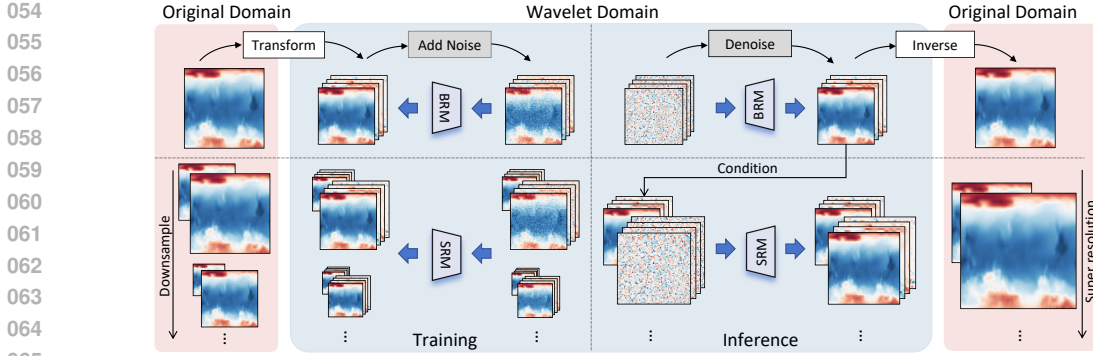 054
055
056
057
058
059
060
061
062
063
064
Original Domain
Wavelet Domain
Original Domain
Transform
Add Noise
Denoise
Inverse
BRM
BRM
Condition
Downsample
SRM
SRM
Super resolution
Training
Inference